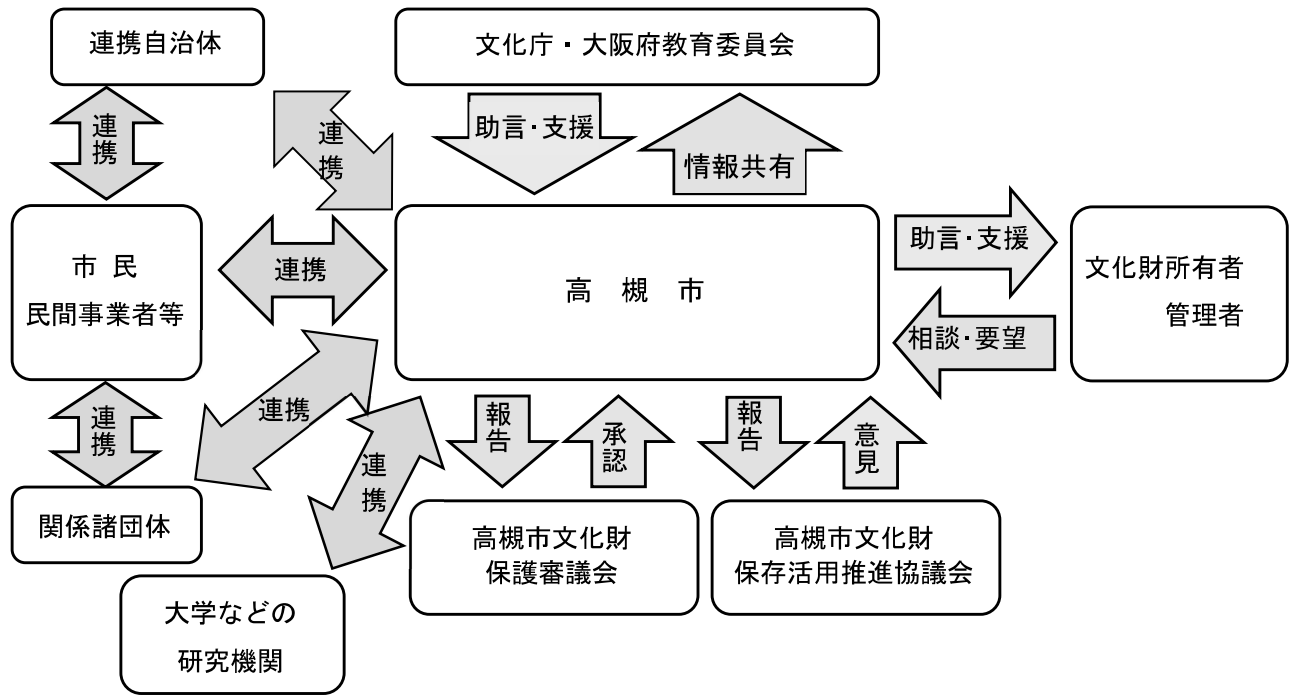 連携自治体
文化庁・大阪府教育委員会
連携
連携
助言・支援
情報共有
市 民
民間事業者等
連携
高 槻 市
助言・支援
相談・要望
文化財所有者
管理者
連携
連携
連携
報告
承認
報告
意見
関係諸団体
高槻市文化財
保護審議会
高槻市文化財
保存活用推進協議会
大学などの
研究機関